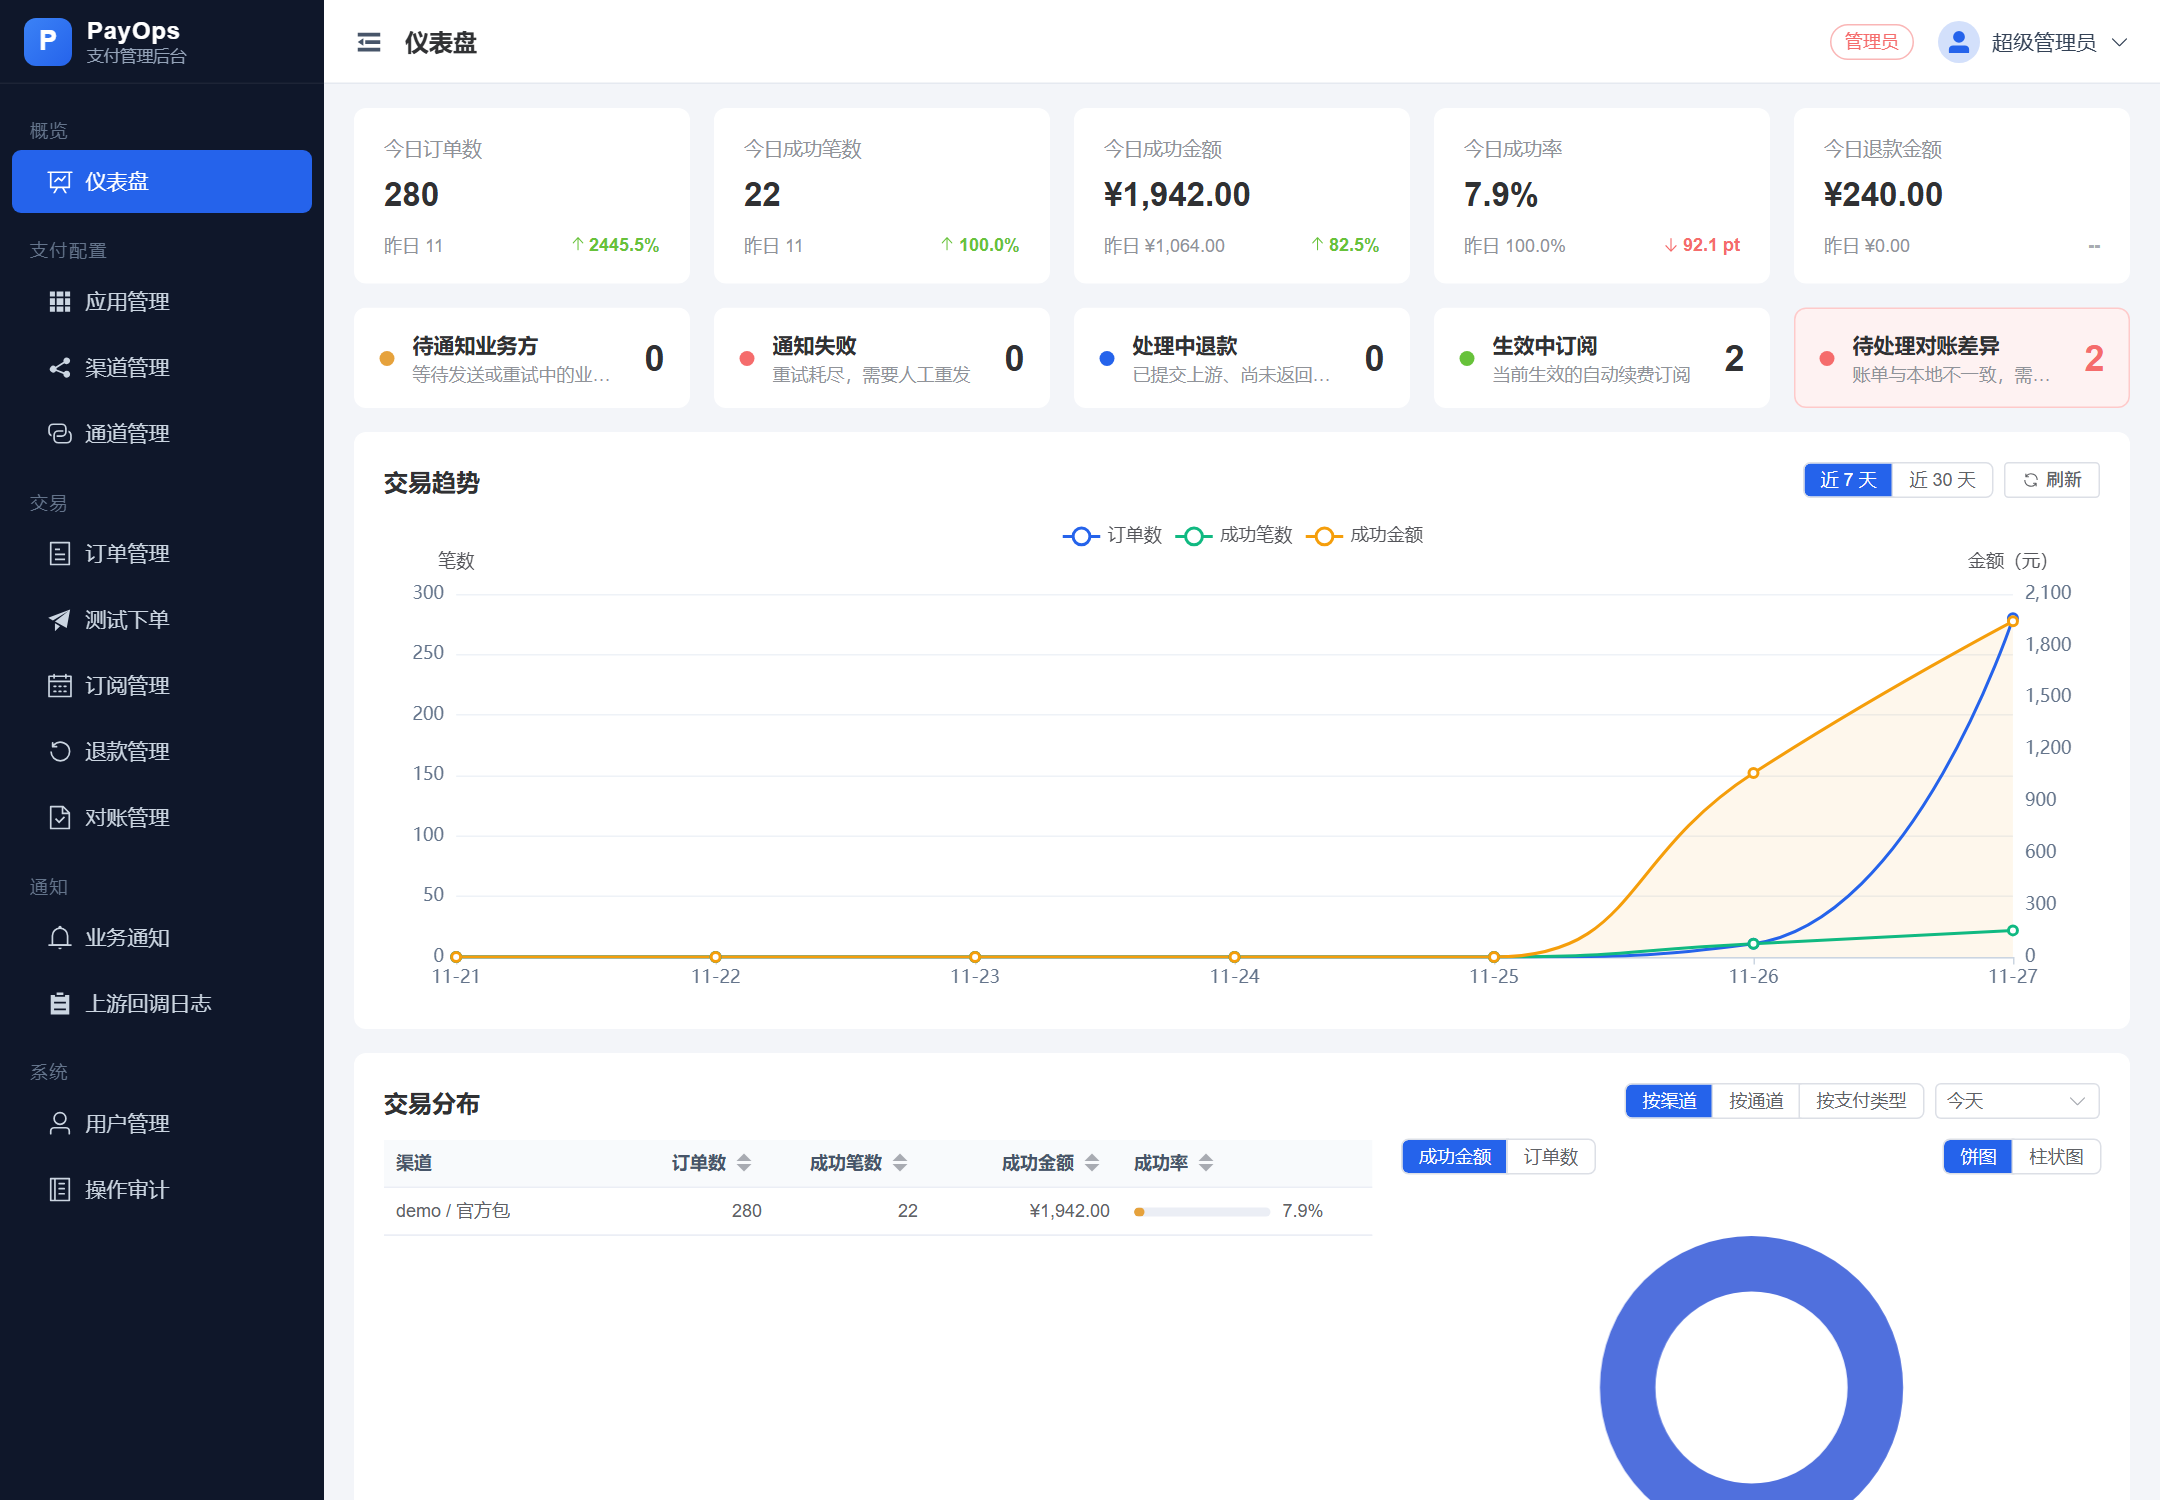 P
PayOps
支付管理后台
概览
仪表盘
支付配置
应用管理
渠道管理
通道管理
交易
订单管理
测试下单
订阅管理
退款管理
对账管理
通知
业务通知
上游回调日志
系统
用户管理
操作审计
仪表盘
管理员
超级管理员
今日订单数
280
昨日 11
2445.5%
今日成功笔数
22
昨日 11
100.0%
今日成功金额
¥1,942.00
昨日 ¥1,064.00
82.5%
今日成功率
7.9%
昨日 100.0%
92.1 pt
今日退款金额
¥240.00
昨日 ¥0.00
--
待通知业务方
等待发送或重试中的业...
0
通知失败
重试耗尽，需要人工重发
0
处理中退款
已提交上游、尚未返回...
0
生效中订阅
当前生效的自动续费订阅
2
待处理对账差异
账单与本地不一致，需...
2
交易趋势
近 7 天
近 30 天
刷新
订单数
成功笔数
成功金额
笔数
金额（元）
300
250
200
150
100
50
0
2,100
1,800
1,500
1,200
900
600
300
0
11-21
11-22
11-23
11-24
11-25
11-26
11-27
交易分布
按渠道
按通道
按支付类型
今天
渠道
订单数
成功笔数
成功金额
成功率
demo / 官方包
280
22
¥1,942.00
7.9%
成功金额
订单数
饼图
柱状图